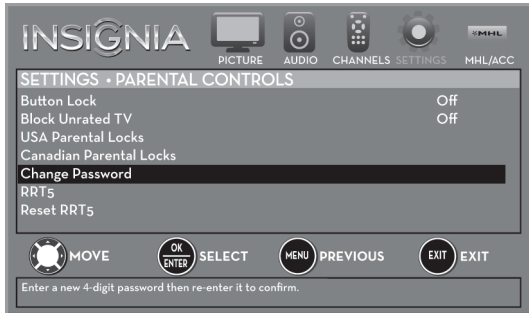 INSIGNIA
PICTURE AUDIO CHANNELS SETTINGS MHL/ACC
MHL
SETTINGS • PARENTAL CONTROLS
Button Lock Off
Block Unrated TV Off
USA Parental Locks
Canadian Parental Locks
Change Password
RRT5
Reset RRT5
MOVE OK ENTER SELECT MENU PREVIOUS EXIT EXIT
Enter a new 4-digit password then re-enter it to confirm.